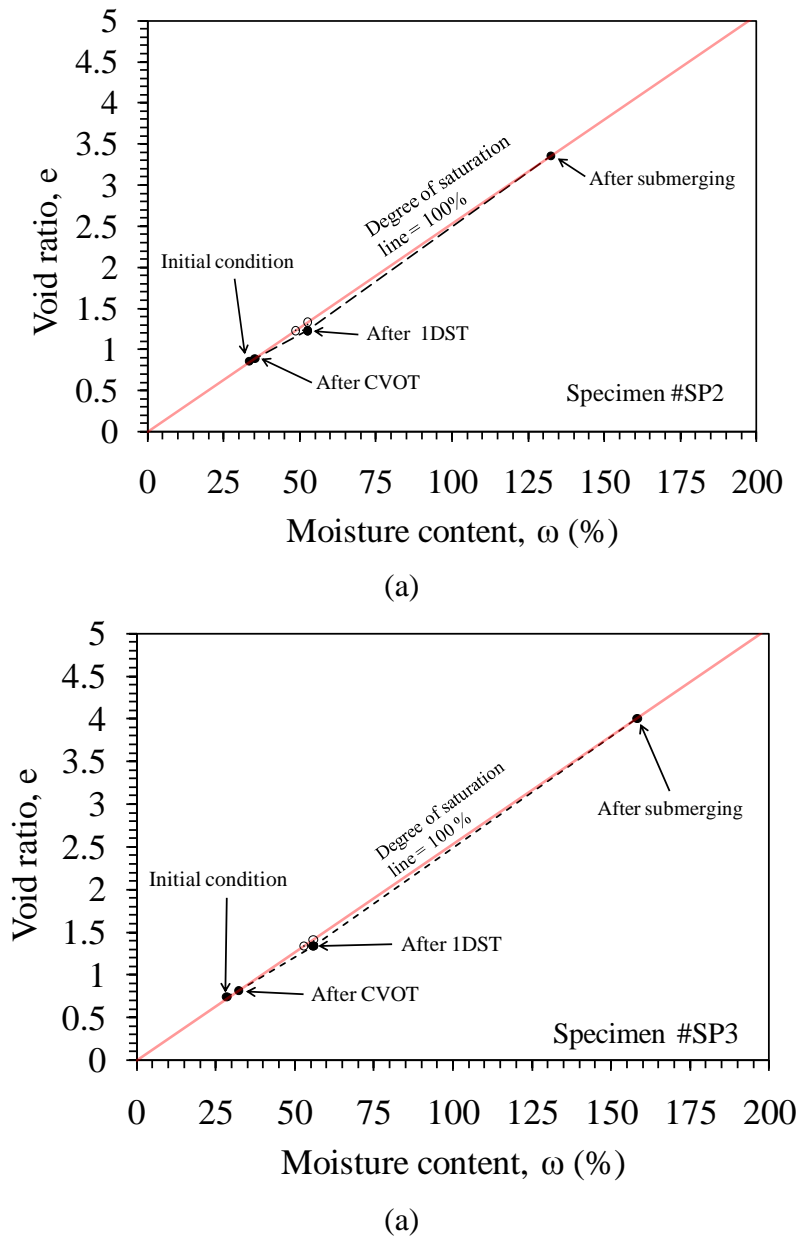 5
4.5
4
3.5
3
2.5
2
1.5
1
0.5
0
Void ratio, e
Degree of saturation
line = 100%
After submerging
Initial condition
After 1DST
After CVOT
Specimen #SP2
0 25 50 75 100 125 150 175 200
Moisture content, ω (%)
(a)
5
4.5
4
3.5
3
2.5
2
1.5
1
0.5
0
Void ratio, e
Degree of saturation
line = 100 %
After submerging
Initial condition
After 1DST
After CVOT
Specimen #SP3
0 25 50 75 100 125 150 175 200
Moisture content, ω (%)
(a)